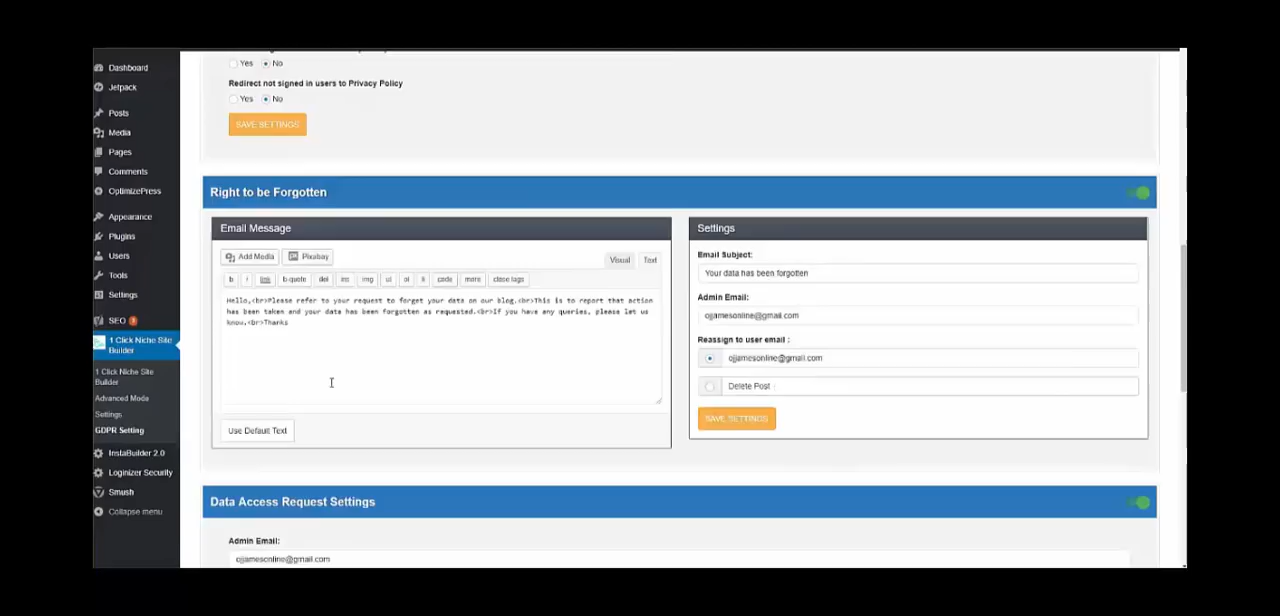 Dashboard
Jetpack
Posts
Media
Pages
Comments
OptimizePress
Appearance
Plugins
Users
Tools
Settings
SEO
1 Click Niche Site
Builder
1 Click Niche Site
Builder
Advanced Mode
Settings
GDPR Setting
InstaBuilder 2.0
Loginizer Security
Smush
Collapse menu
Yes No
Redirect not signed in users to Privacy Policy
Yes No
SAVE SETTINGS
Right to be Forgotten
Email Message
Add Media Pixabay
Visual Text
b i link b-quote del ins img ul ol li code more close tags
Hello,<br>Please refer to your request to forget your data on our blog.<br>This is to report that action
has been taken and your data has been forgotten as requested.<br>If you have any queries, please let us
know.<br>Thanks
Use Default Text
Settings
Email Subject:
Your data has been forgotten
Admin Email:
ojjamesonline@gmail.com
Reassign to user email :
ojjamesonline@gmail.com
Delete Post
SAVE SETTINGS
Data Access Request Settings
Admin Email:
ojjamesonline@gmail.com